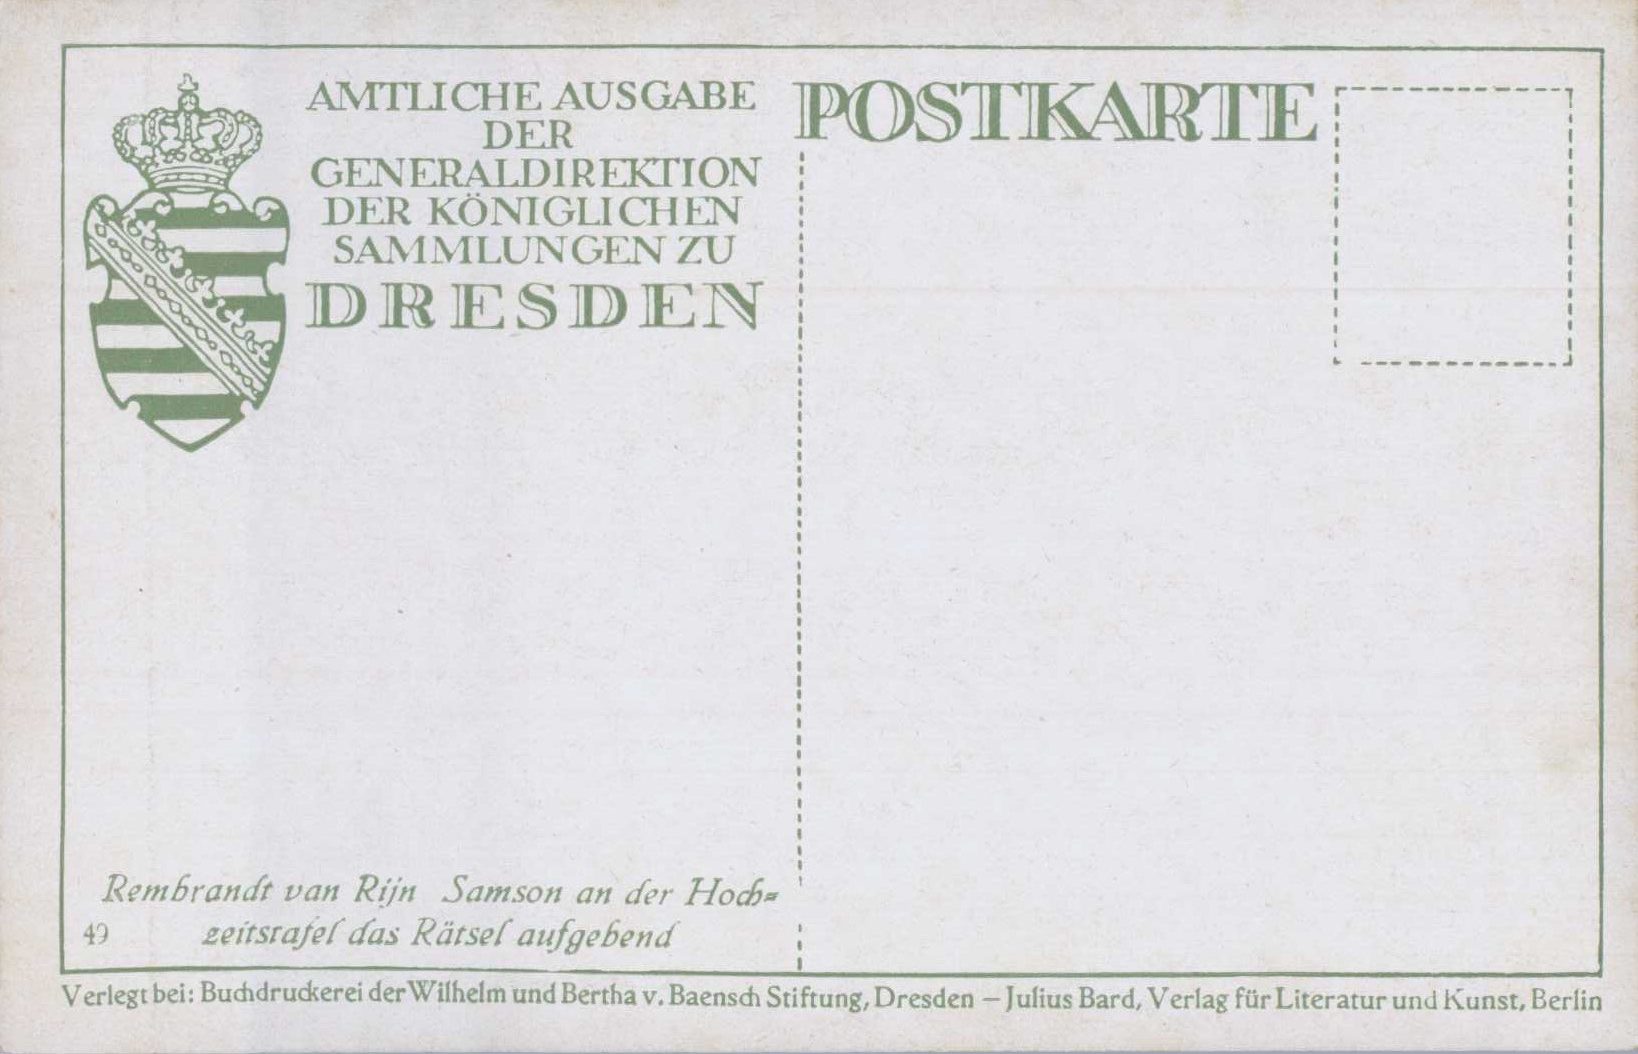 AMTLICHE AUSGABE
DER
GENERALDIREKTION
DER KÖNIGLICHEN
SAMMLUNGEN ZU
DRESDEN
POSTKARTE
Rembrandt van Rijn Samson an der Hoch=
49 zeitstafel das Rätsel aufgebend
Verlegt bei: Buchdruckerei der Wilhelm und Bertha v. Baensch Stiftung, Dresden – Julius Bard, Verlag für Literatur und Kunst, Berlin